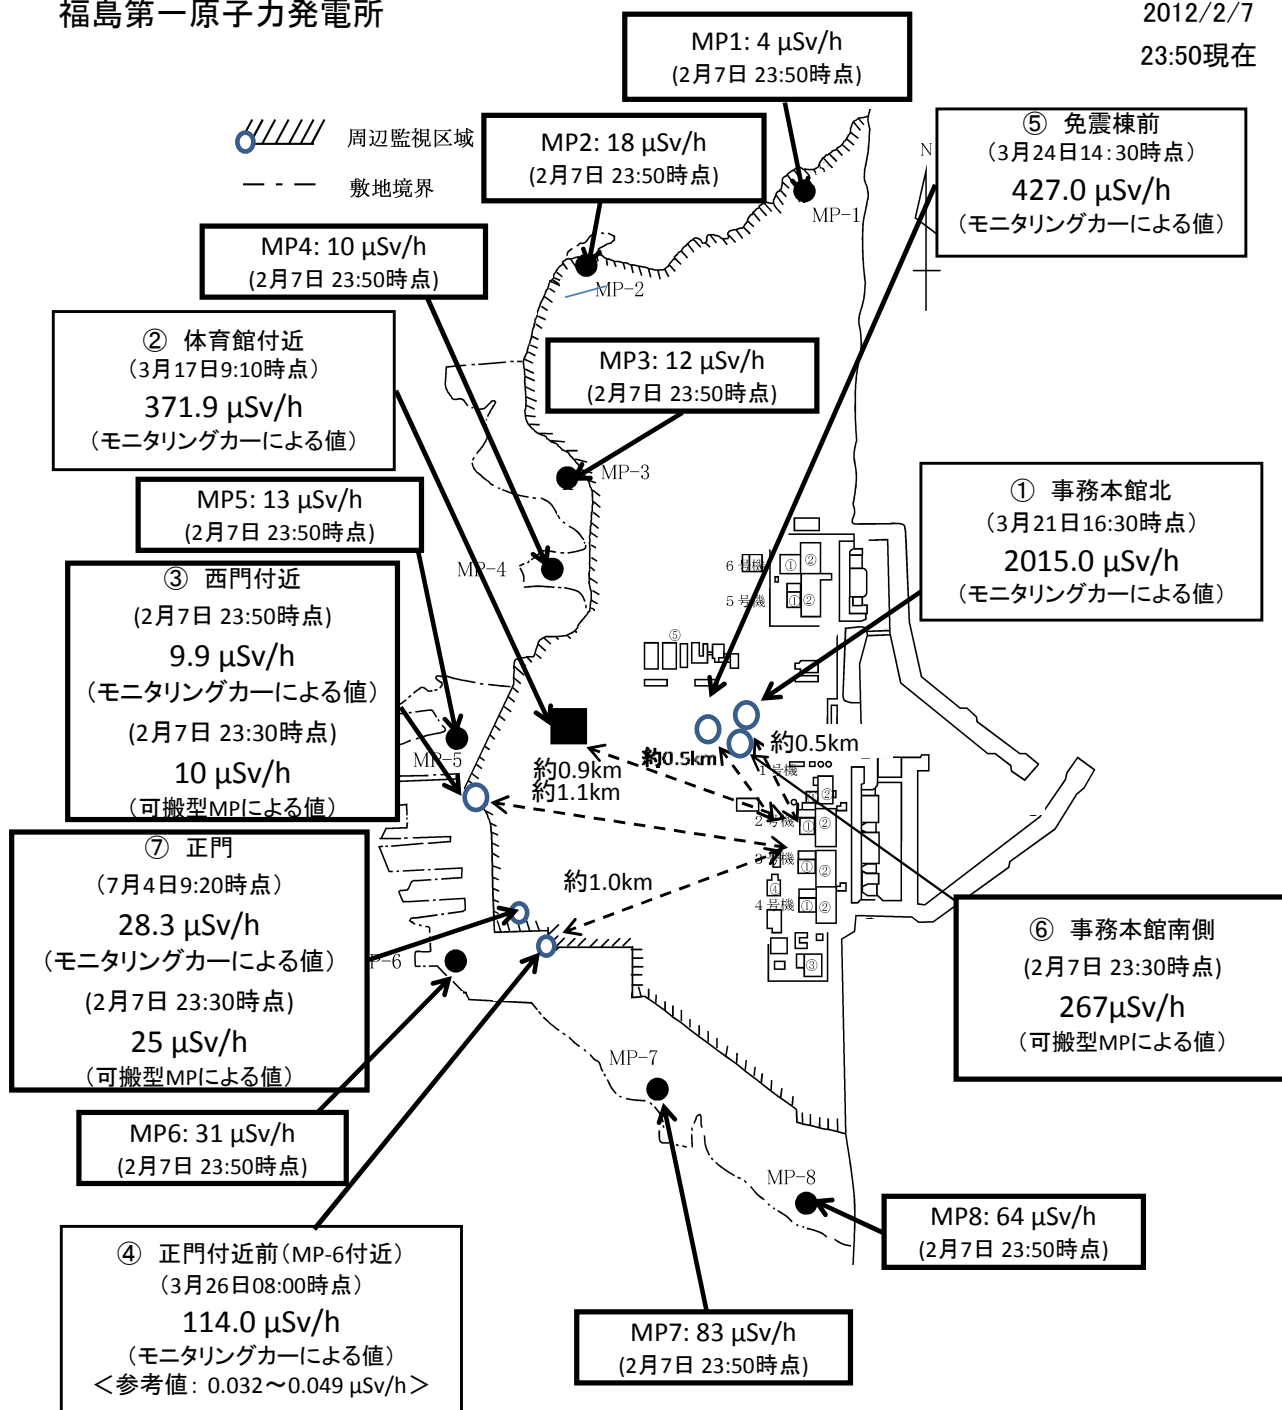 福島第一原子力発電所
2012/2/7
23:50現在
周辺監視区域
敷地境界
MP1: 4 μSv/h
(2月7日 23:50時点)
MP2: 18 μSv/h
(2月7日 23:50時点)
⑤ 免震棟前
(3月24日14:30時点)
427.0 μSv/h
(モニタリングカーによる値)
N
MP-1
MP4: 10 μSv/h
(2月7日 23:50時点)
MP-2
② 体育館付近
(3月17日9:10時点)
371.9 μSv/h
(モニタリングカーによる値)
MP3: 12 μSv/h
(2月7日 23:50時点)
MP-3
MP5: 13 μSv/h
(2月7日 23:50時点)
① 事務本館北
(3月21日16:30時点)
2015.0 μSv/h
(モニタリングカーによる値)
MP-4
③ 西門付近
(2月7日 23:50時点)
9.9 μSv/h
(モニタリングカーによる値)
(2月7日 23:30時点)
10 μSv/h
(可搬型MPによる値)
6号機
①
②
5号機
①
②
⑤
MP-5
約0.9km
約1.1km
約0.5km
約0.5km
1号機
②
2号機
①
②
3号機
①
②
④
4号機
①
②
③
約1.0km
⑦ 正門
(7月4日9:20時点)
28.3 μSv/h
(モニタリングカーによる値)
(2月7日 23:30時点)
25 μSv/h
(可搬型MPによる値)
P-6
⑥ 事務本館南側
(2月7日 23:30時点)
267μSv/h
(可搬型MPによる値)
MP-7
MP6: 31 μSv/h
(2月7日 23:50時点)
MP-8
MP8: 64 μSv/h
(2月7日 23:50時点)
④ 正門付近前(MP-6付近)
(3月26日08:00時点)
114.0 μSv/h
(モニタリングカーによる値)
＜参考値: 0.032～0.049 μSv/h＞
MP7: 83 μSv/h
(2月7日 23:50時点)